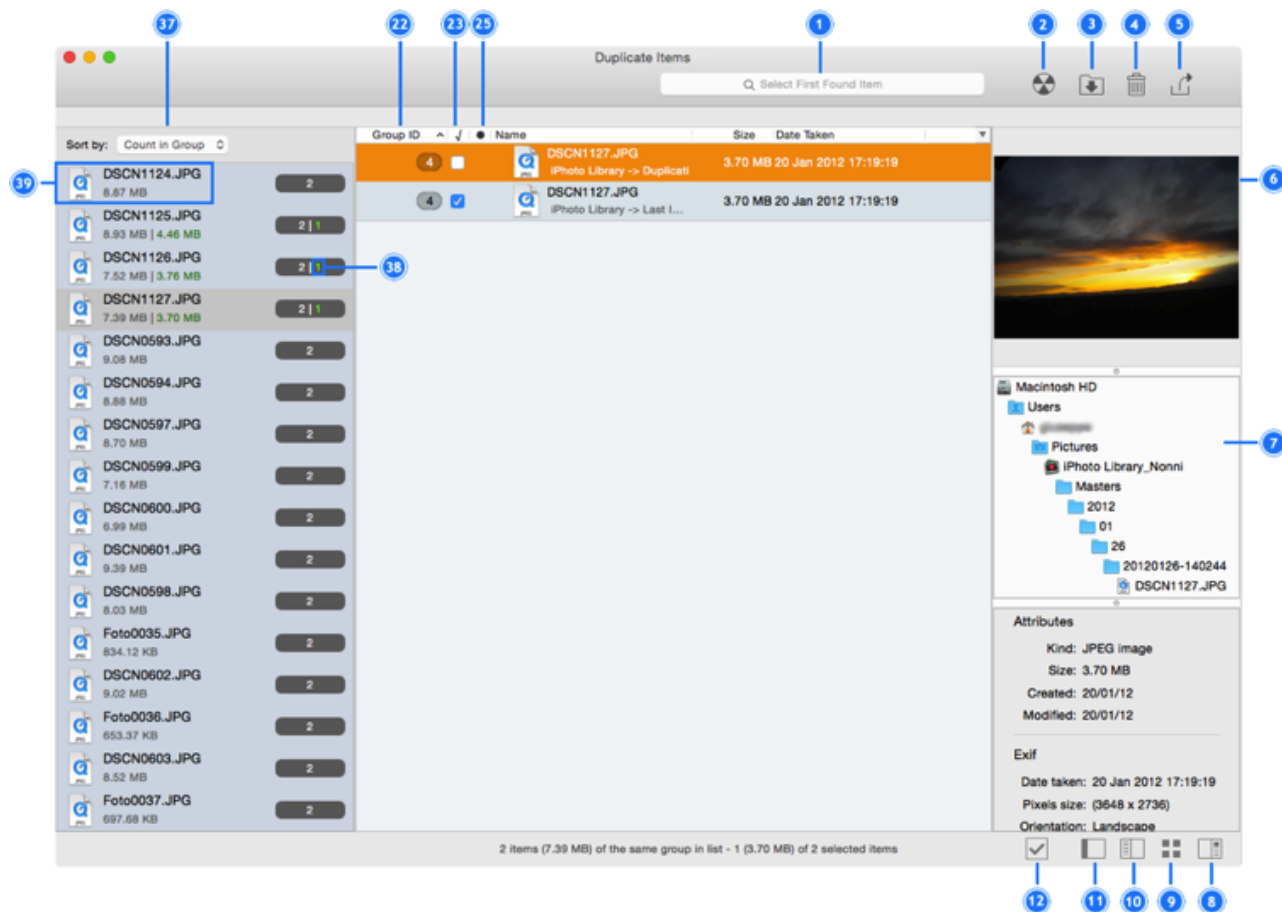 37 22 23 25 1 2 3 4 5
Duplicate Items
Select First Found Item
Sort by: Count in Group
39
DSCN1124.JPG
8.87 MB
2
DSCN1125.JPG
8.93 MB | 4.46 MB
2 | 1
DSCN1126.JPG
7.52 MB | 3.76 MB
2 | 1
38
DSCN1127.JPG
7.39 MB | 3.70 MB
2 | 1
DSCN0593.JPG
9.08 MB
2
DSCN0594.JPG
8.88 MB
2
DSCN0597.JPG
8.70 MB
2
DSCN0599.JPG
7.16 MB
2
DSCN0600.JPG
6.99 MB
2
DSCN0601.JPG
9.39 MB
2
DSCN0598.JPG
8.03 MB
2
Foto0035.JPG
834.12 KB
2
DSCN0602.JPG
9.02 MB
2
Foto0036.JPG
653.37 KB
2
DSCN0603.JPG
8.52 MB
2
Foto0037.JPG
697.68 KB
2
Group ID √ Name Size Date Taken
4 DSCN1127.JPG 3.70 MB 20 Jan 2012 17:19:19
iPhoto Library -> Duplicati
4 DSCN1127.JPG 3.70 MB 20 Jan 2012 17:19:19
iPhoto Library -> Last I...
6
Macintosh HD
Users
Pictures
7
iPhoto Library_Nonni
Masters
2012
01
26
20120126-140244
DSCN1127.JPG
Attributes
Kind: JPEG image
Size: 3.70 MB
Created: 20/01/12
Modified: 20/01/12
Exif
Date taken: 20 Jan 2012 17:19:19
Pixels size: (3648 x 2736)
Orientation: Landscape
2 items (7.39 MB) of the same group in list - 1 (3.70 MB) of 2 selected items
12 11 10 9 8